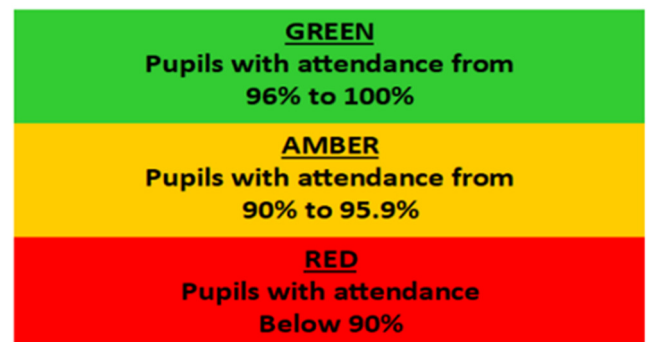 GREEN
Pupils with attendance from
96% to 100%
AMBER
Pupils with attendance from
90% to 95.9%
RED
Pupils with attendance
Below 90%